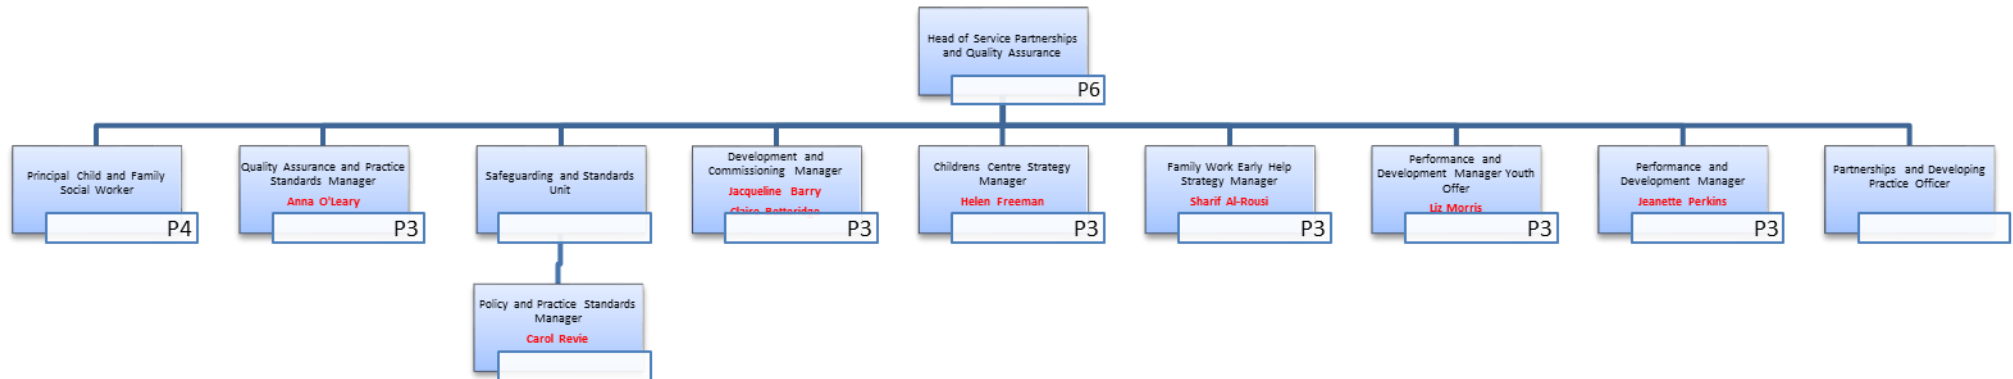 Head of Service Partnerships
and Quality Assurance
P6
Principal Child and Family
Social Worker
P4
Quality Assurance and Practice
Standards Manager
Anna O'Leary
P3
Safeguarding and Standards
Unit
Development and
Commissioning Manager
Jacqueline Barry
Claire
P3
Childrens Centre Strategy
Manager
Helen Freeman
P3
Family Work Early Help
Strategy Manager
Sharif Al-Rousi
P3
Performance and
Development Manager Youth
Offer
Liz Morris
P3
Performance and
Development Manager
Jeanette Perkins
P3
Partnerships and Developing
Practice Officer
Policy and Practice Standards
Manager
Carol Revie